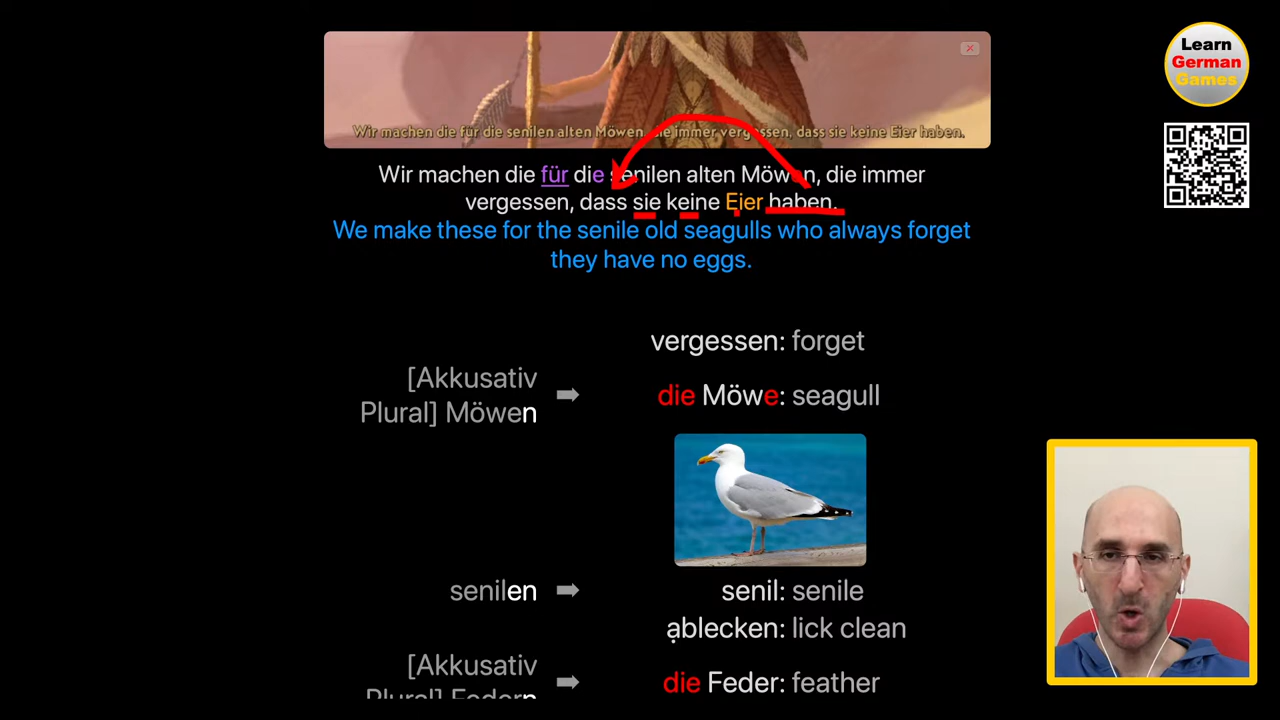 Learn
German
Games
Wir machen die für die senilen alten Möwen, die immer vergessen, dass sie keine Eier haben.
Wir machen die für die senilen alten Möwen, die immer
vergessen, dass sie keine Eier haben.
We make these for the senile old seagulls who always forget
they have no eggs.
vergessen: forget
[Akkusativ
Plural] Möwen ➡ die Möwe: seagull
senilen ➡ senil: senile
ạblecken: lick clean
[Akkusativ
Plural] Federn ➡ die Feder: feather